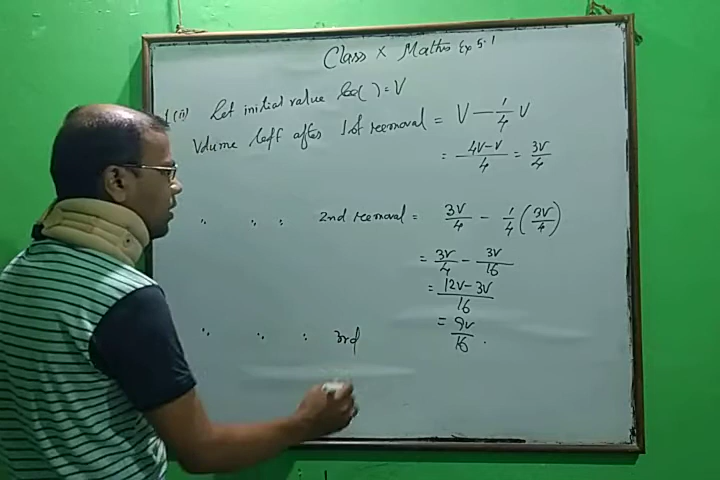 Class X Maths Ex 5.1
(ii) Let initial value ( ) = V
Volume left after 1st removal = V - 1/4 V
= 4V-V/4 = 3V/4
" " " 2nd removal = 3V/4 - 1/4 (3V/4)
= 3V/4 - 3V/16
= 12V-3V/16
= 9V/16 .
" " " 3rd